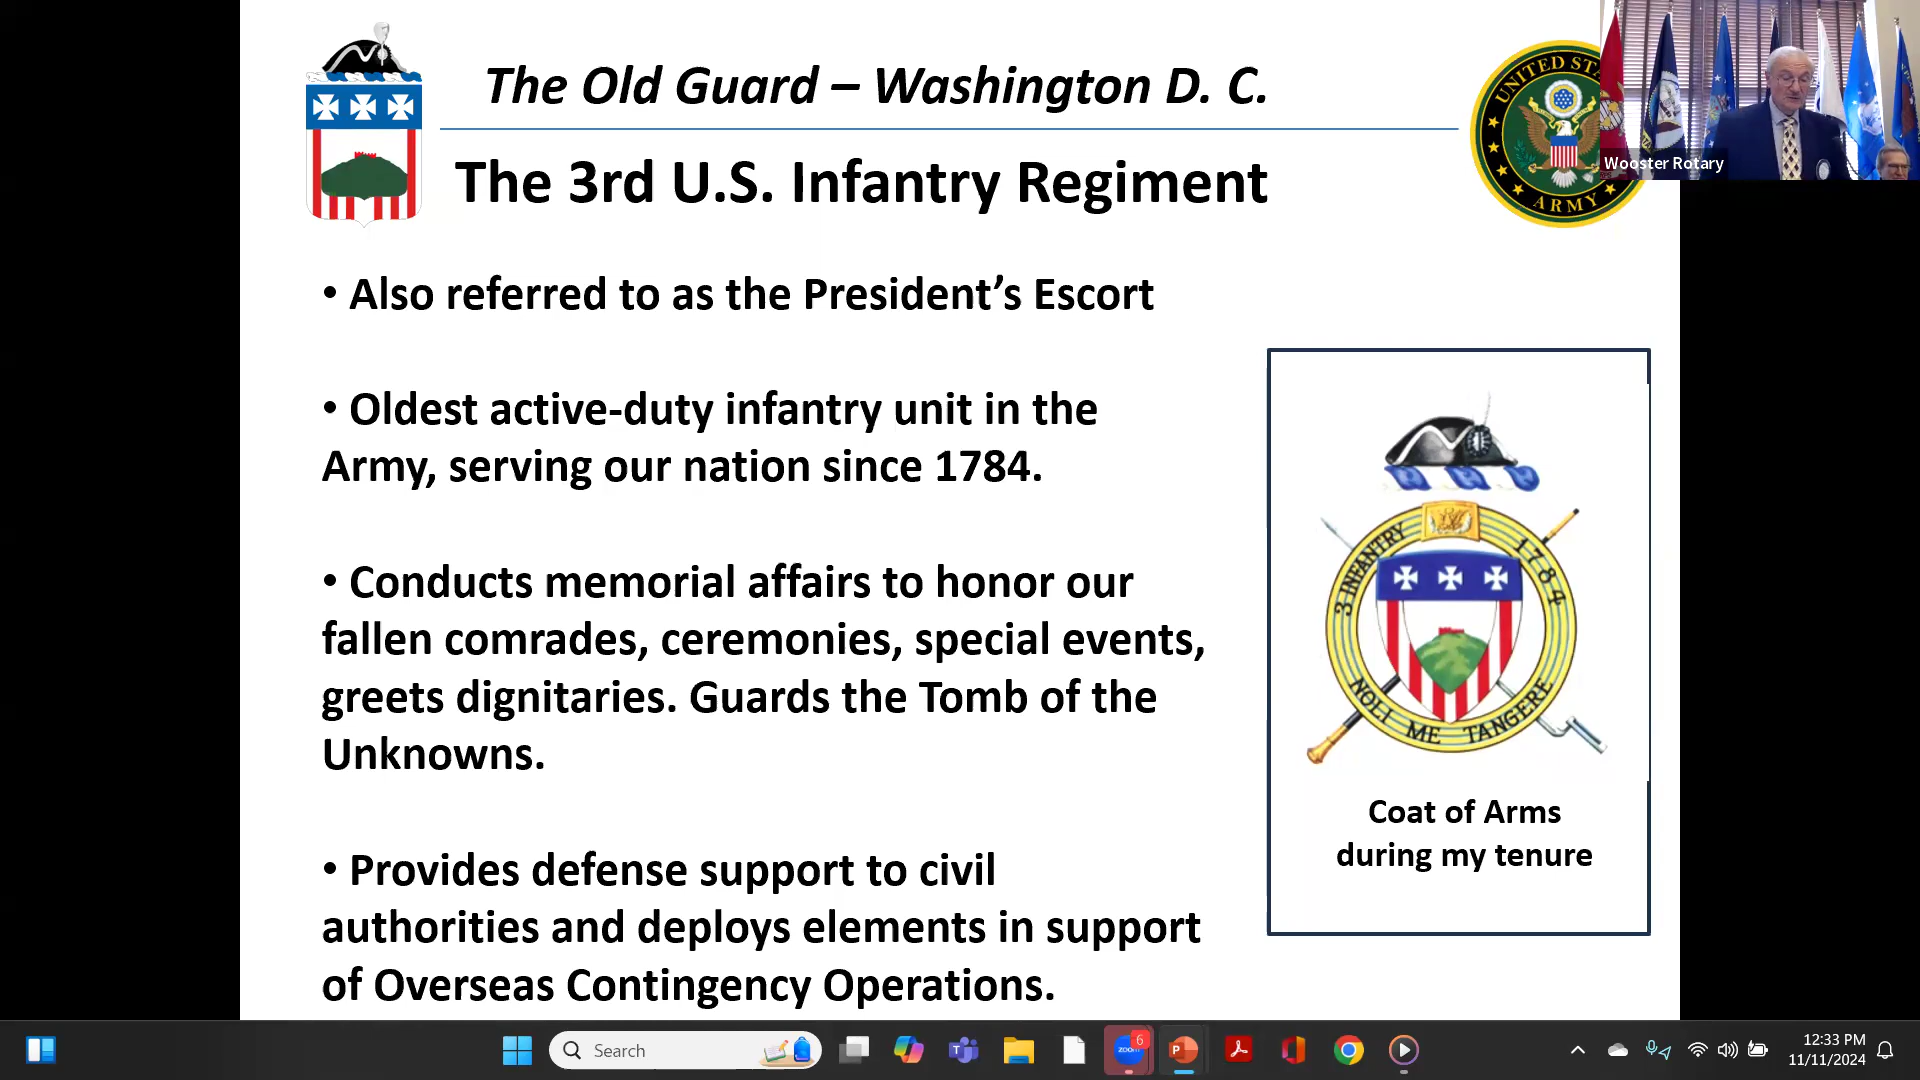 The Old Guard – Washington D. C.
The 3rd U.S. Infantry Regiment
UNITED STA
ARMY
Wooster Rotary
• Also referred to as the President’s Escort
• Oldest active-duty infantry unit in the
Army, serving our nation since 1784.
• Conducts memorial affairs to honor our
fallen comrades, ceremonies, special events,
greets dignitaries. Guards the Tomb of the
Unknowns.
• Provides defense support to civil
authorities and deploys elements in support
of Overseas Contingency Operations.
3 INFANTRY 1784
NOLI ME TANGERE
Coat of Arms
during my tenure
Search
zoom
6
P
12:33 PM
11/11/2024